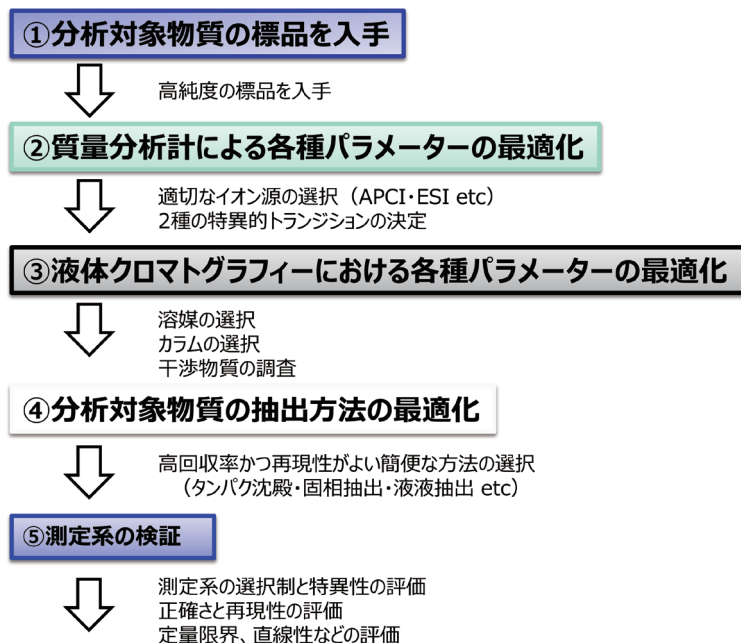 ①分析対象物質の標品を入手
高純度の標品を入手
②質量分析計による各種パラメーターの最適化
適切なイオン源の選択（APCI・ESI etc）
2種の特異的トランジションの決定
③液体クロマトグラフィーにおける各種パラメーターの最適化
溶媒の選択
カラムの選択
干渉物質の調査
④分析対象物質の抽出方法の最適化
高回収率かつ再現性がよい簡便な方法の選択
（タンパク沈殿・固相抽出・液液抽出 etc）
⑤測定系の検証
測定系の選択制と特異性の評価
正確さと再現性の評価
定量限界、直線性などの評価